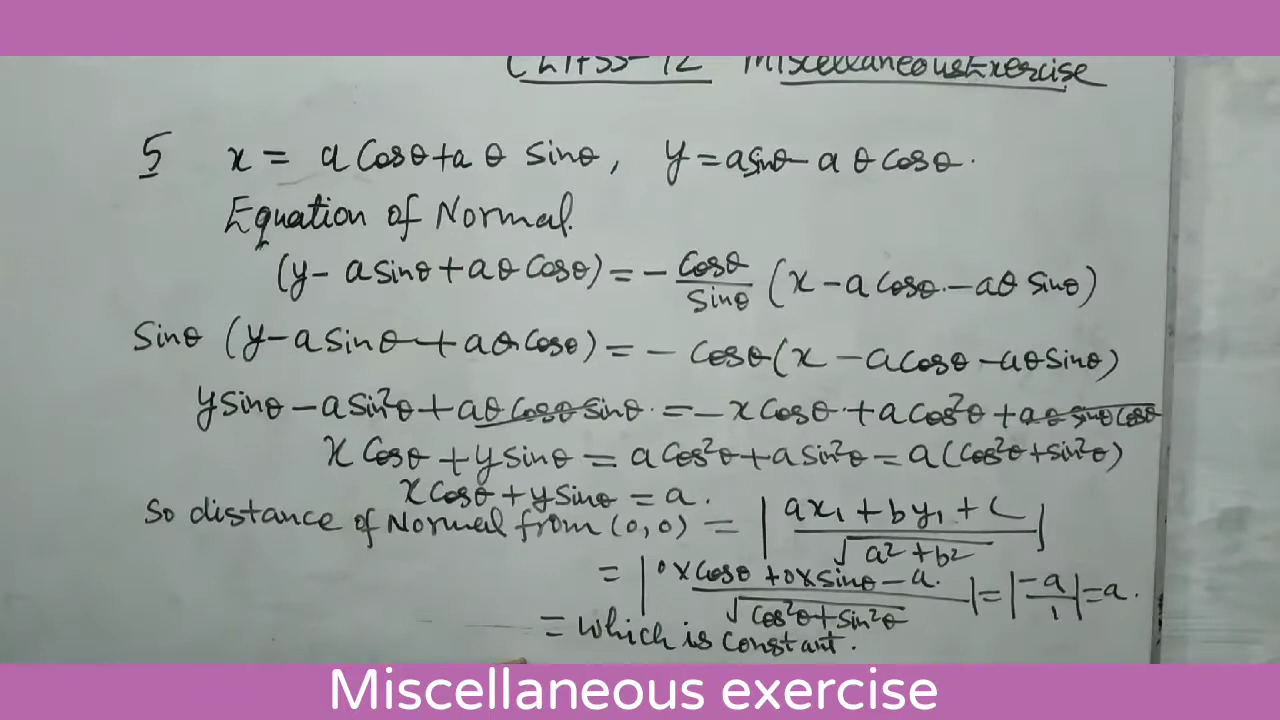 CLASS-12 Miscellaneous Exercise
5 x = a Cosθ + a θ Sinθ, y = a sinθ - a θ cosθ.
Equation of Normal.
(y - a sinθ + aθ Cosθ) = - Cosθ/Sinθ (x - a Cosθ - aθ Sinθ)
Sinθ (y - a Sinθ + aθ Cosθ) = - Cosθ (x - a Cosθ - aθ Sinθ)
y Sinθ - a Sin²θ + aθ Cosθ Sinθ = - x Cosθ + a Cos²θ + aθ Sinθ Cosθ
x Cosθ + y Sinθ = a Cos²θ + a Sin²θ = a (Cos²θ + Sin²θ)
x Cosθ + y Sinθ = a.
So distance of Normal from (0,0) = | ax₁ + by₁ + C / √a² + b² |
= | 0 x Cosθ + 0 x Sinθ - a. / √Cos²θ + Sin²θ | = | -a / 1 | = a.
= which is constant.
Miscellaneous exercise